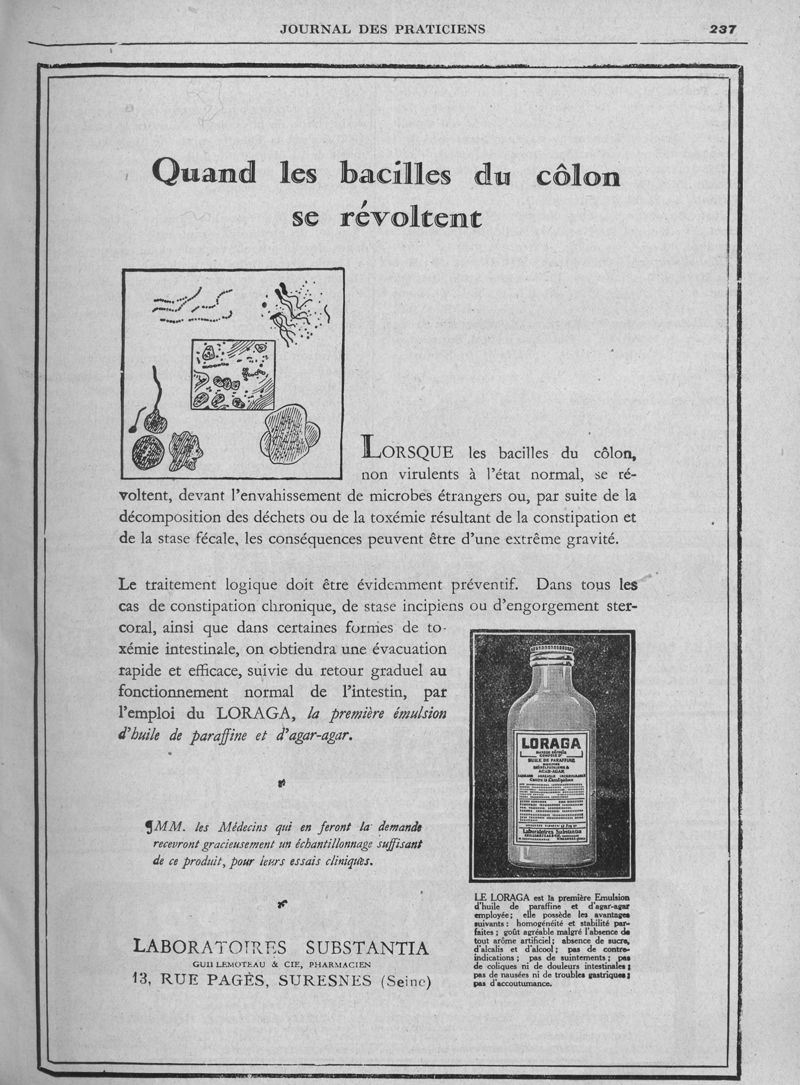 JOURNAL DES PRATICIENS
237
Quand les bacilles du côlon
se révoltent
LORSQUE les bacilles du côlon,
non virulents à l'état normal, se ré-
voltent, devant l'envahissement de microbes étrangers ou, par suite de la
décomposition des déchets ou de la toxémie résultant de la constipation et
de la stase fécale, les conséquences peuvent être d'une extrême gravité.
Le traitement logique doit être évidemment préventif. Dans tous les
cas de constipation chronique, de stase incipiens ou d'engorgement ster-
coral, ainsi que dans certaines formes de to-
xémie intestinale, on obtiendra une évacuation
rapide et efficace, suivie du retour graduel au
fonctionnement normal de l'intestin, par
l'emploi du LORAGA, la première émulsion
d'huile de paraffine et d'agar-agar.
¶MM. les Médecins qui en feront la demande
recevront gracieusement un échantillonnage suffisant
de ce produit, pour leurs essais cliniques.
LABORATOIRES SUBSTANTIA
GUILLEMOTEAU & CIE, PHARMACIEN
13, RUE PAGÈS, SURESNES (Seine)
LORAGA
HUILE DE PARAFFINE
AGAR-AGAR
Laboratoires Substantia
LE LORAGA est la première Emulsion
d'huile de paraffine et d'agar-agar
employée; elle possède les avantages
suivants : homogénéité et stabilité par-
faites ; goût agréable malgré l'absence de
tout arôme artificiel; absence de sucre,
d'alcalis et d'alcool; pas de contre-
indications ; pas de suintements ; pas
de coliques ni de douleurs intestinales ;
pas de nausées ni de troubles gastriques ;
pas d'accoutumance.